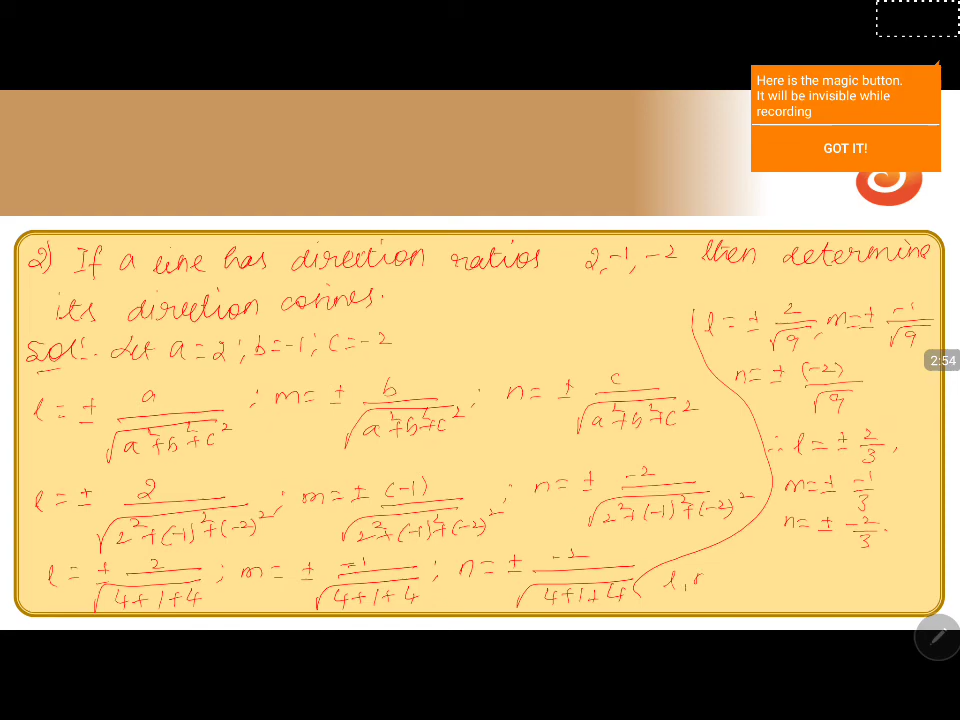 Here is the magic button.
It will be invisible while
recording
GOT IT!
2) If a line has direction ratios 2, -1, -2 then determine
its direction cosines.
Sol:. Let a = 2 ; b = -1 ; c = -2
l = ± a/√(a²+b²+c²) ; m = ± b/√(a²+b²+c²) ; n = ± c/√(a²+b²+c²)
l = ± 2/√(2²+(-1)²+(-2)²) ; m = ± (-1)/√(2²+(-1)²+(-2)²) ; n = ± -2/√(2²+(-1)²+(-2)²)
l = ± 2/√(4+1+4) ; m = ± -1/√(4+1+4) ; n = ± -1/√(4+1+4)
l = ± 2/√9, m = ± -1/√9
n = ± (-2)/√9
∴ l = ± 2/3,
m = ± -1/3
n = ± -2/3.
l, r
2:54